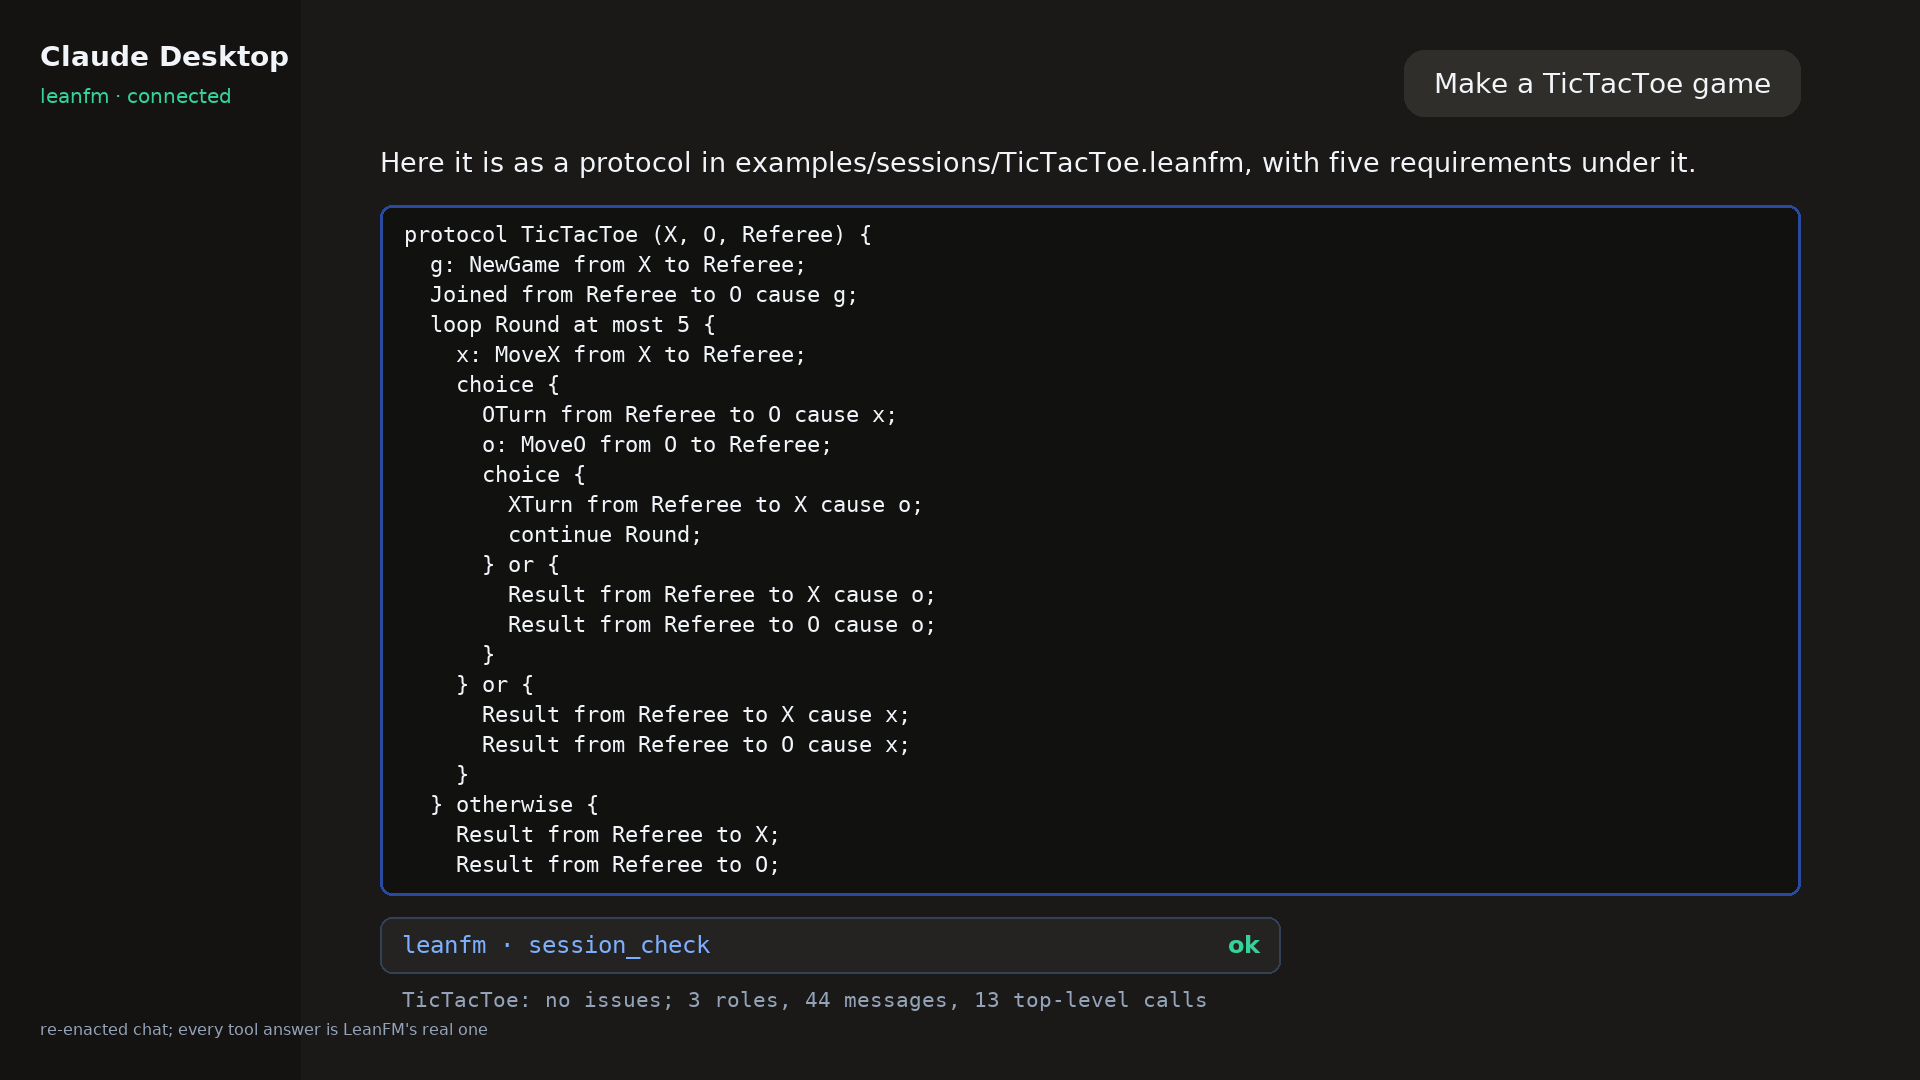 Claude Desktop
leanfm · connected
Make a TicTacToe game
Here it is as a protocol in examples/sessions/TicTacToe.leanfm, with five requirements under it.
protocol TicTacToe (X, O, Referee) {
  g: NewGame from X to Referee;
  Joined from Referee to O cause g;
  loop Round at most 5 {
    x: MoveX from X to Referee;
    choice {
      OTurn from Referee to O cause x;
      o: MoveO from O to Referee;
      choice {
        XTurn from Referee to X cause o;
        continue Round;
      } or {
        Result from Referee to X cause o;
        Result from Referee to O cause o;
      }
    } or {
      Result from Referee to X cause x;
      Result from Referee to O cause x;
    }
  } otherwise {
    Result from Referee to X;
    Result from Referee to O;
leanfm · session_check ok
TicTacToe: no issues; 3 roles, 44 messages, 13 top-level calls
re-enacted chat; every tool answer is LeanFM's real one